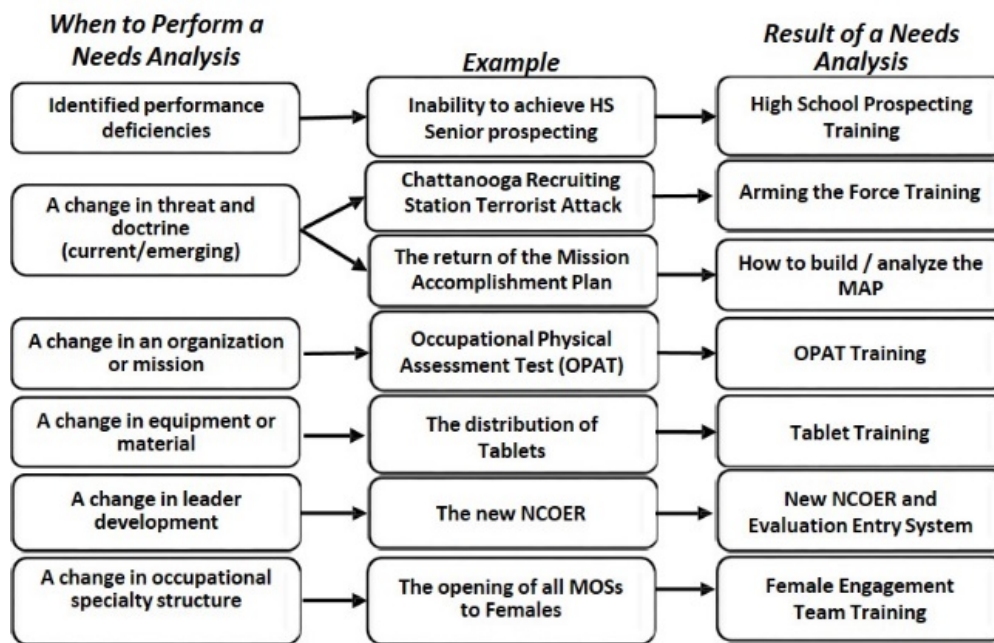 When to Perform a
Needs Analysis
Example
Result of a Needs
Analysis
Identified performance
deficiencies
Inability to achieve HS
Senior prospecting
High School Prospecting
Training
A change in threat and
doctrine
(current/emerging)
Chattanooga Recruiting
Station Terrorist Attack
Arming the Force Training
The return of the Mission
Accomplishment Plan
How to build / analyze the
MAP
A change in an organization
or mission
Occupational Physical
Assessment Test (OPAT)
OPAT Training
A change in equipment or
material
The distribution of
Tablets
Tablet Training
A change in leader
development
The new NCOER
New NCOER and
Evaluation Entry System
A change in occupational
specialty structure
The opening of all MOSs
to Females
Female Engagement
Team Training